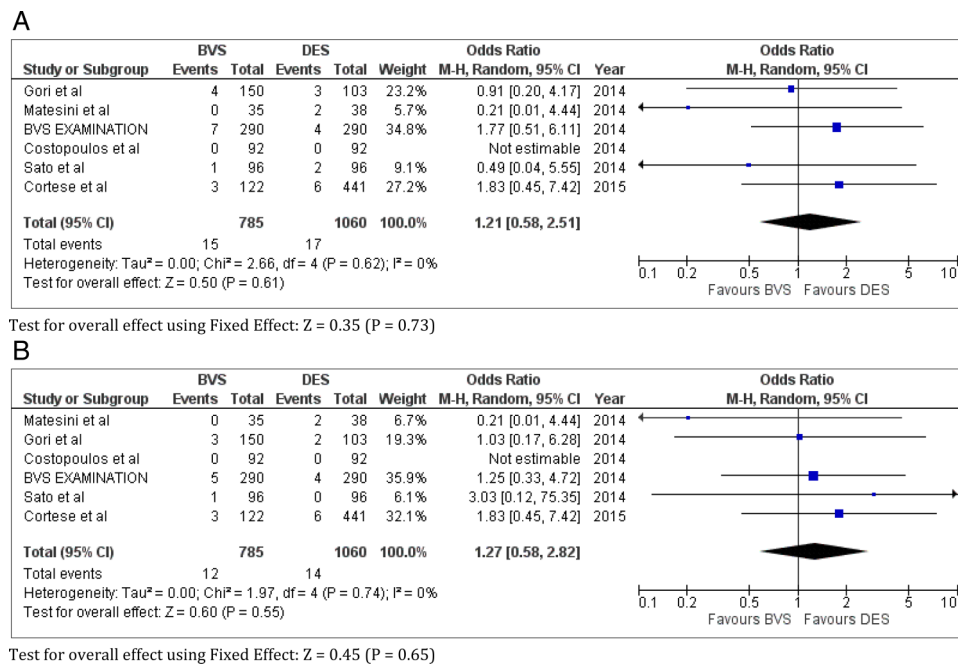 A
BVS DES Odds Ratio Odds Ratio
Study or Subgroup Events Total Events Total Weight M-H, Random, 95% CI Year M-H, Random, 95% CI
Gori et al 4 150 3 103 23.2% 0.91 [0.20, 4.17] 2014
Matesini et al 0 35 2 38 5.7% 0.21 [0.01, 4.44] 2014
BVS EXAMINATION 7 290 4 290 34.8% 1.77 [0.51, 6.11] 2014
Costopoulos et al 0 92 0 92 Not estimable 2014
Sato et al 1 96 2 96 9.1% 0.49 [0.04, 5.55] 2014
Cortese et al 3 122 6 441 27.2% 1.83 [0.45, 7.42] 2015
Total (95% CI) 785 1060 100.0% 1.21 [0.58, 2.51]
Total events 15 17
Heterogeneity: Tau² = 0.00; Chi² = 2.66, df = 4 (P = 0.62); I² = 0%
Test for overall effect: Z = 0.50 (P = 0.61)
0.1 0.2 0.5 1 2 5 10
Favours BVS Favours DES
Test for overall effect using Fixed Effect: Z = 0.35 (P = 0.73)
B
BVS DES Odds Ratio Odds Ratio
Study or Subgroup Events Total Events Total Weight M-H, Random, 95% CI Year M-H, Random, 95% CI
Matesini et al 0 35 2 38 6.7% 0.21 [0.01, 4.44] 2014
Gori et al 3 150 2 103 19.3% 1.03 [0.17, 6.28] 2014
Costopoulos et al 0 92 0 92 Not estimable 2014
BVS EXAMINATION 5 290 4 290 35.9% 1.25 [0.33, 4.72] 2014
Sato et al 1 96 0 96 6.1% 3.03 [0.12, 75.35] 2014
Cortese et al 3 122 6 441 32.1% 1.83 [0.45, 7.42] 2015
Total (95% CI) 785 1060 100.0% 1.27 [0.58, 2.82]
Total events 12 14
Heterogeneity: Tau² = 0.00; Chi² = 1.97, df = 4 (P = 0.74); I² = 0%
Test for overall effect: Z = 0.60 (P = 0.55)
0.1 0.2 0.5 1 2 5 10
Favours BVS Favours DES
Test for overall effect using Fixed Effect: Z = 0.45 (P = 0.65)